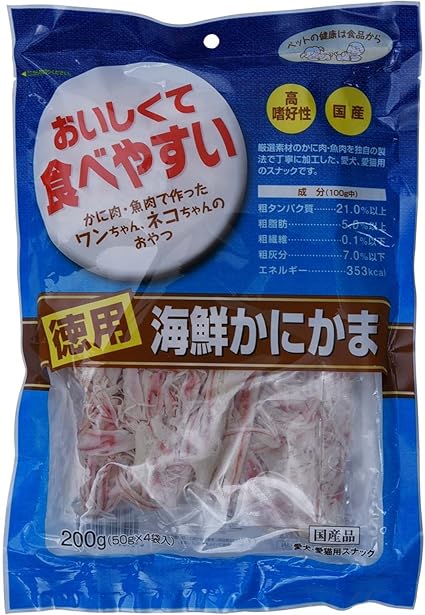 ペットの健康は食品から
おいしくて
食べやすい
かに肉・魚肉で作った
ワンちゃん、ネコちゃんの
おやつ
高嗜好性
国産
厳選素材のかに肉・魚肉を独自の製
法で丁寧に加工した、愛犬、愛猫用
のスナックです。
成分(100g中)
粗タンパク質 21.0%以上
粗脂肪 5.0%以上
粗繊維 0.1%以下
粗灰分 7.0%以下
エネルギー 353kcal
徳用 海鮮かにかま
200g(50g×4袋入)
国産品
愛犬・愛猫用スナック